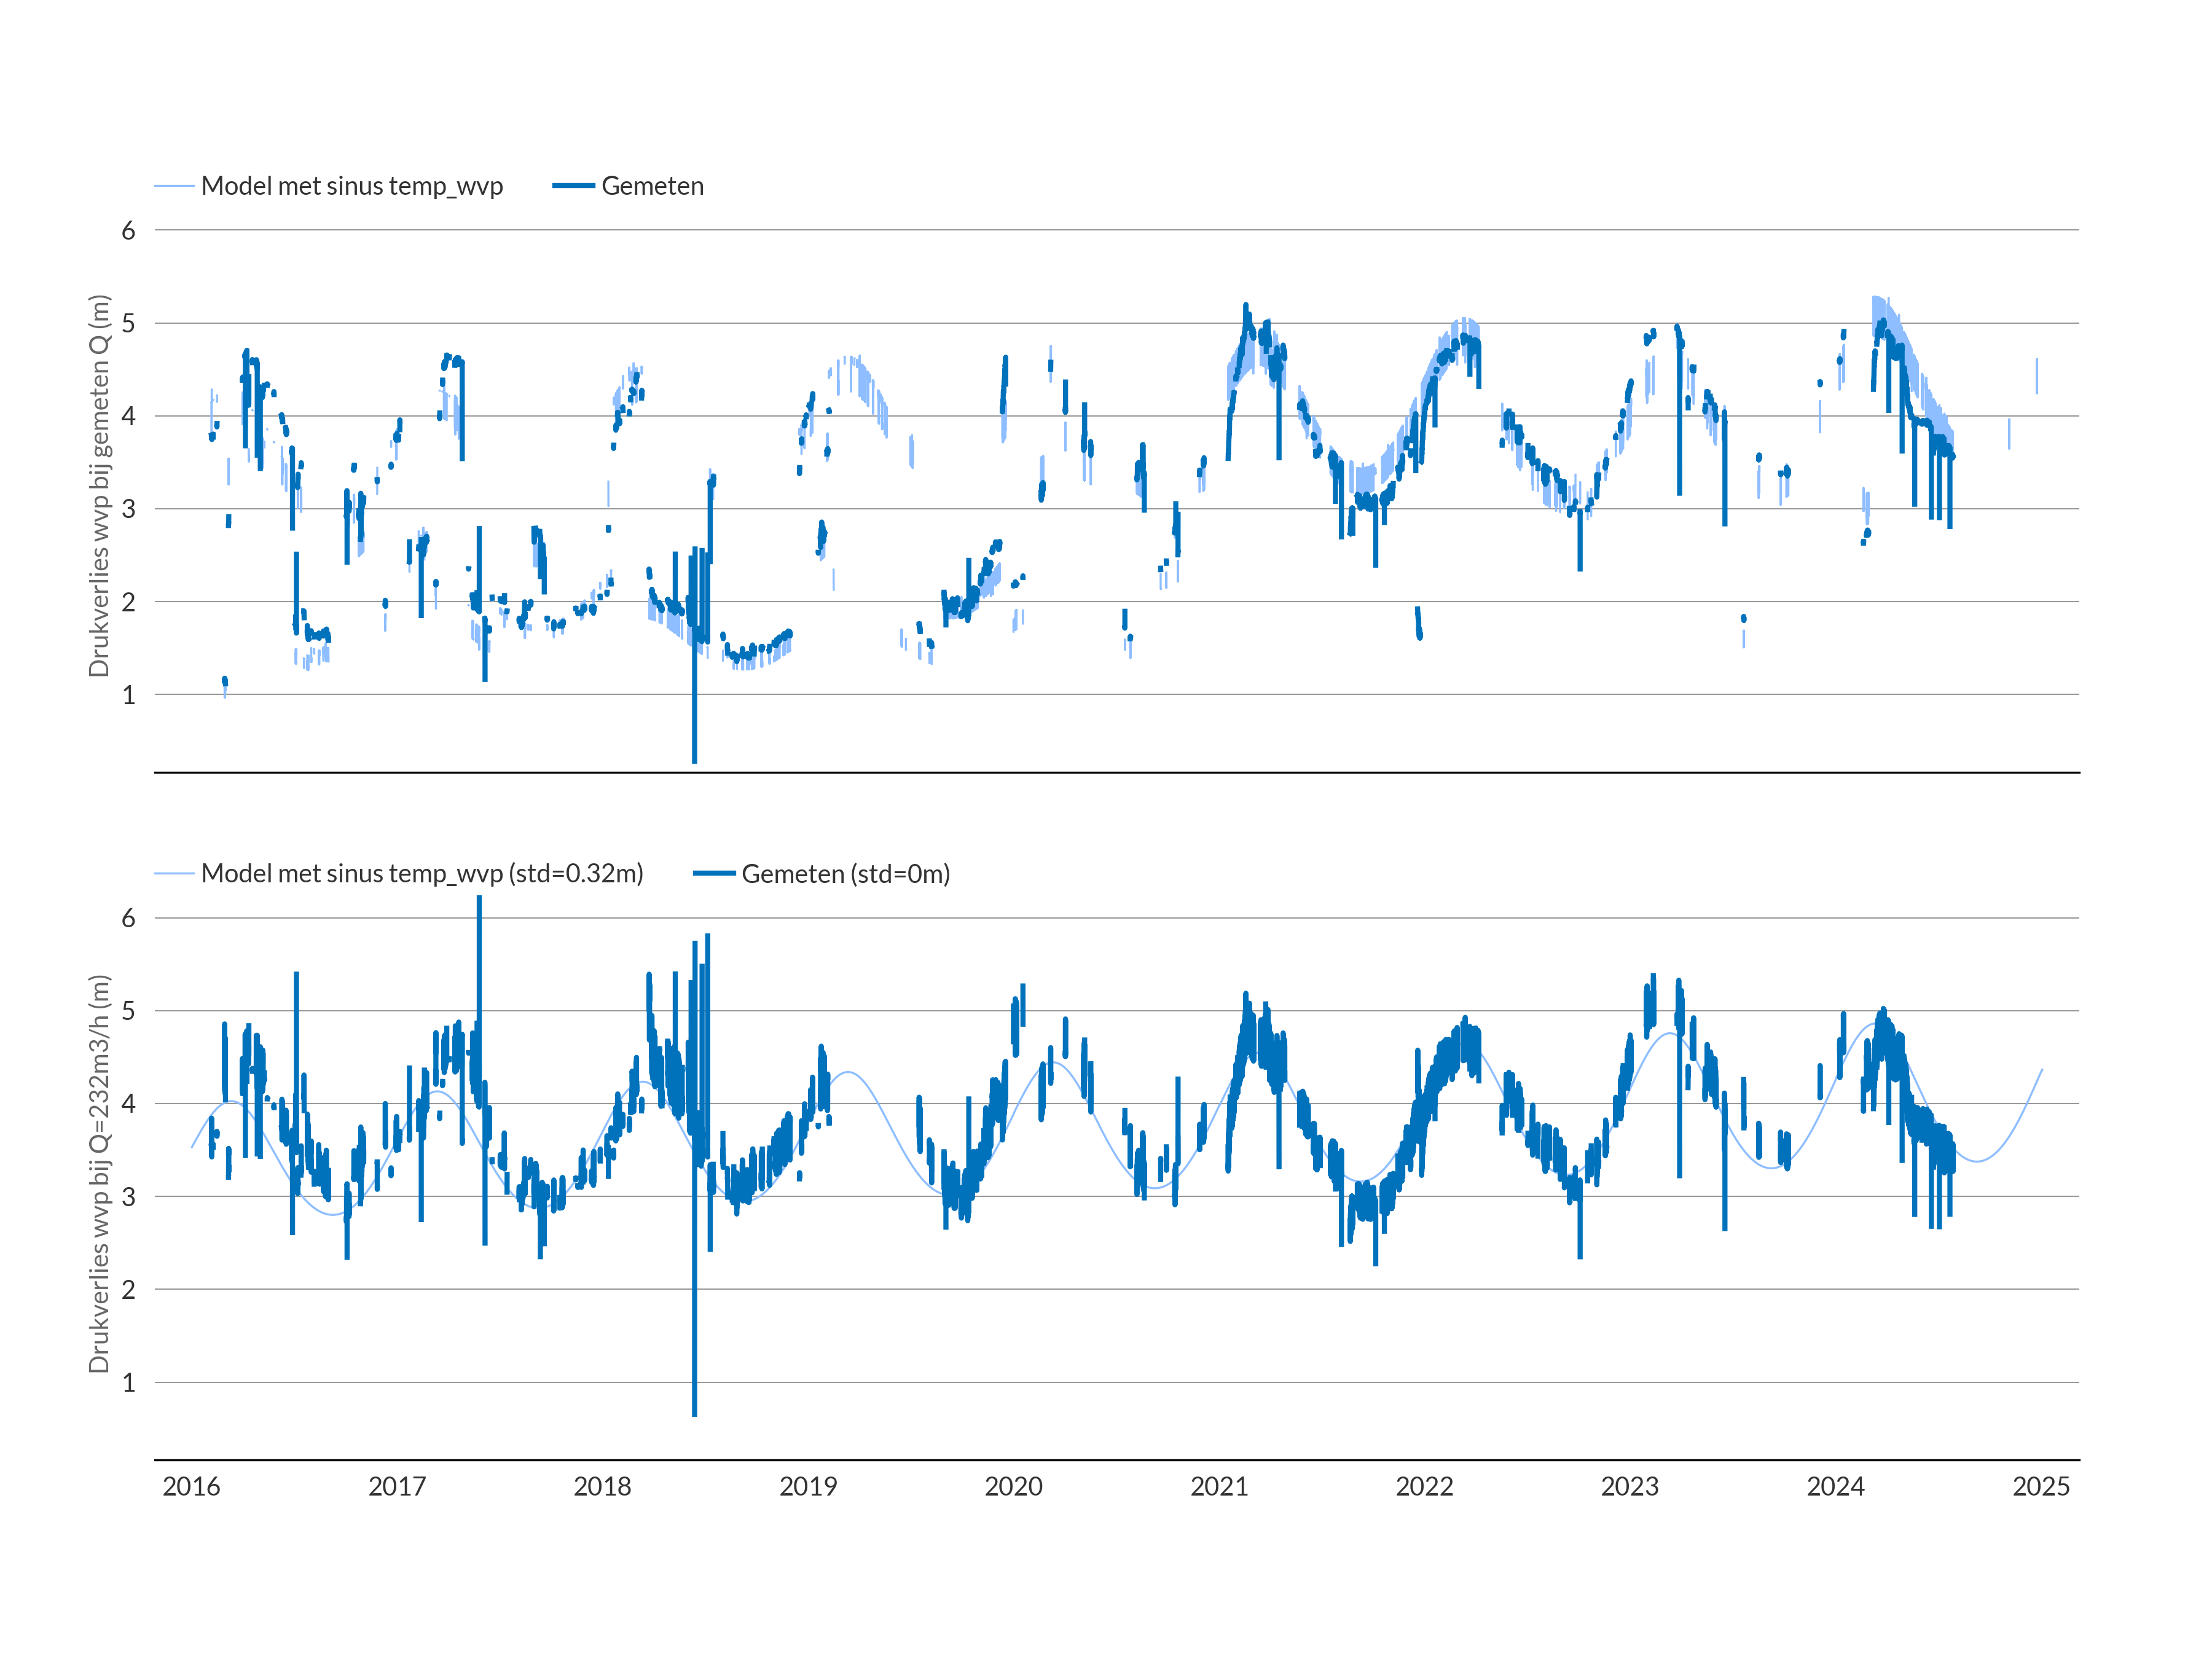 Model met sinus temp_wvp Gemeten
Drukverlies wvp bij gemeten Q (m)
6
5
4
3
2
1
Model met sinus temp_wvp (std=0.32m) Gemeten (std=0m)
Drukverlies wvp bij Q=232m3/h (m)
6
5
4
3
2
1
2016 2017 2018 2019 2020 2021 2022 2023 2024 2025